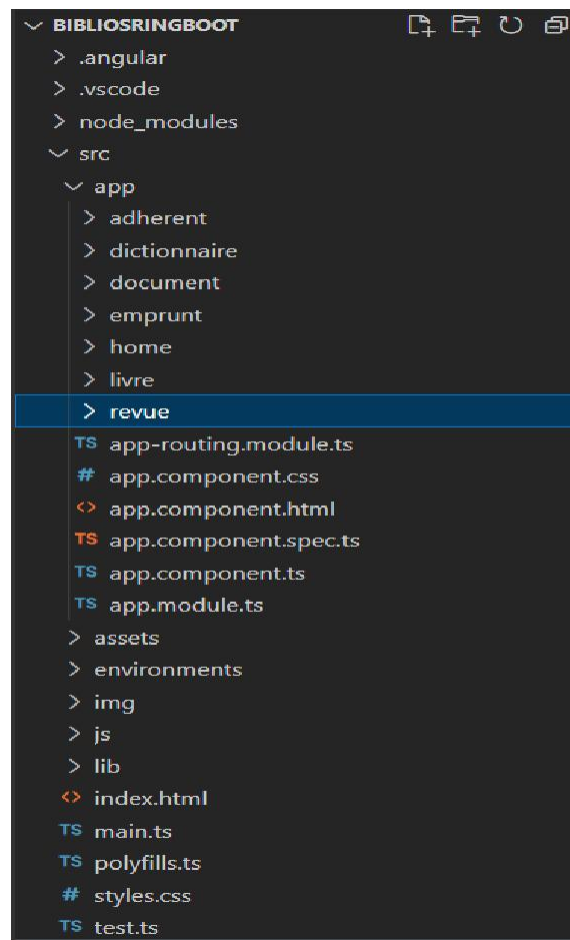 BIBLIOSRINGBOOT
.angular
.vscode
node_modules
src
app
adherent
dictionnaire
document
emprunt
home
livre
revue
TS app-routing.module.ts
# app.component.css
<> app.component.html
TS app.component.spec.ts
TS app.component.ts
TS app.module.ts
assets
environments
img
js
lib
<> index.html
TS main.ts
TS polyfills.ts
# styles.css
TS test.ts